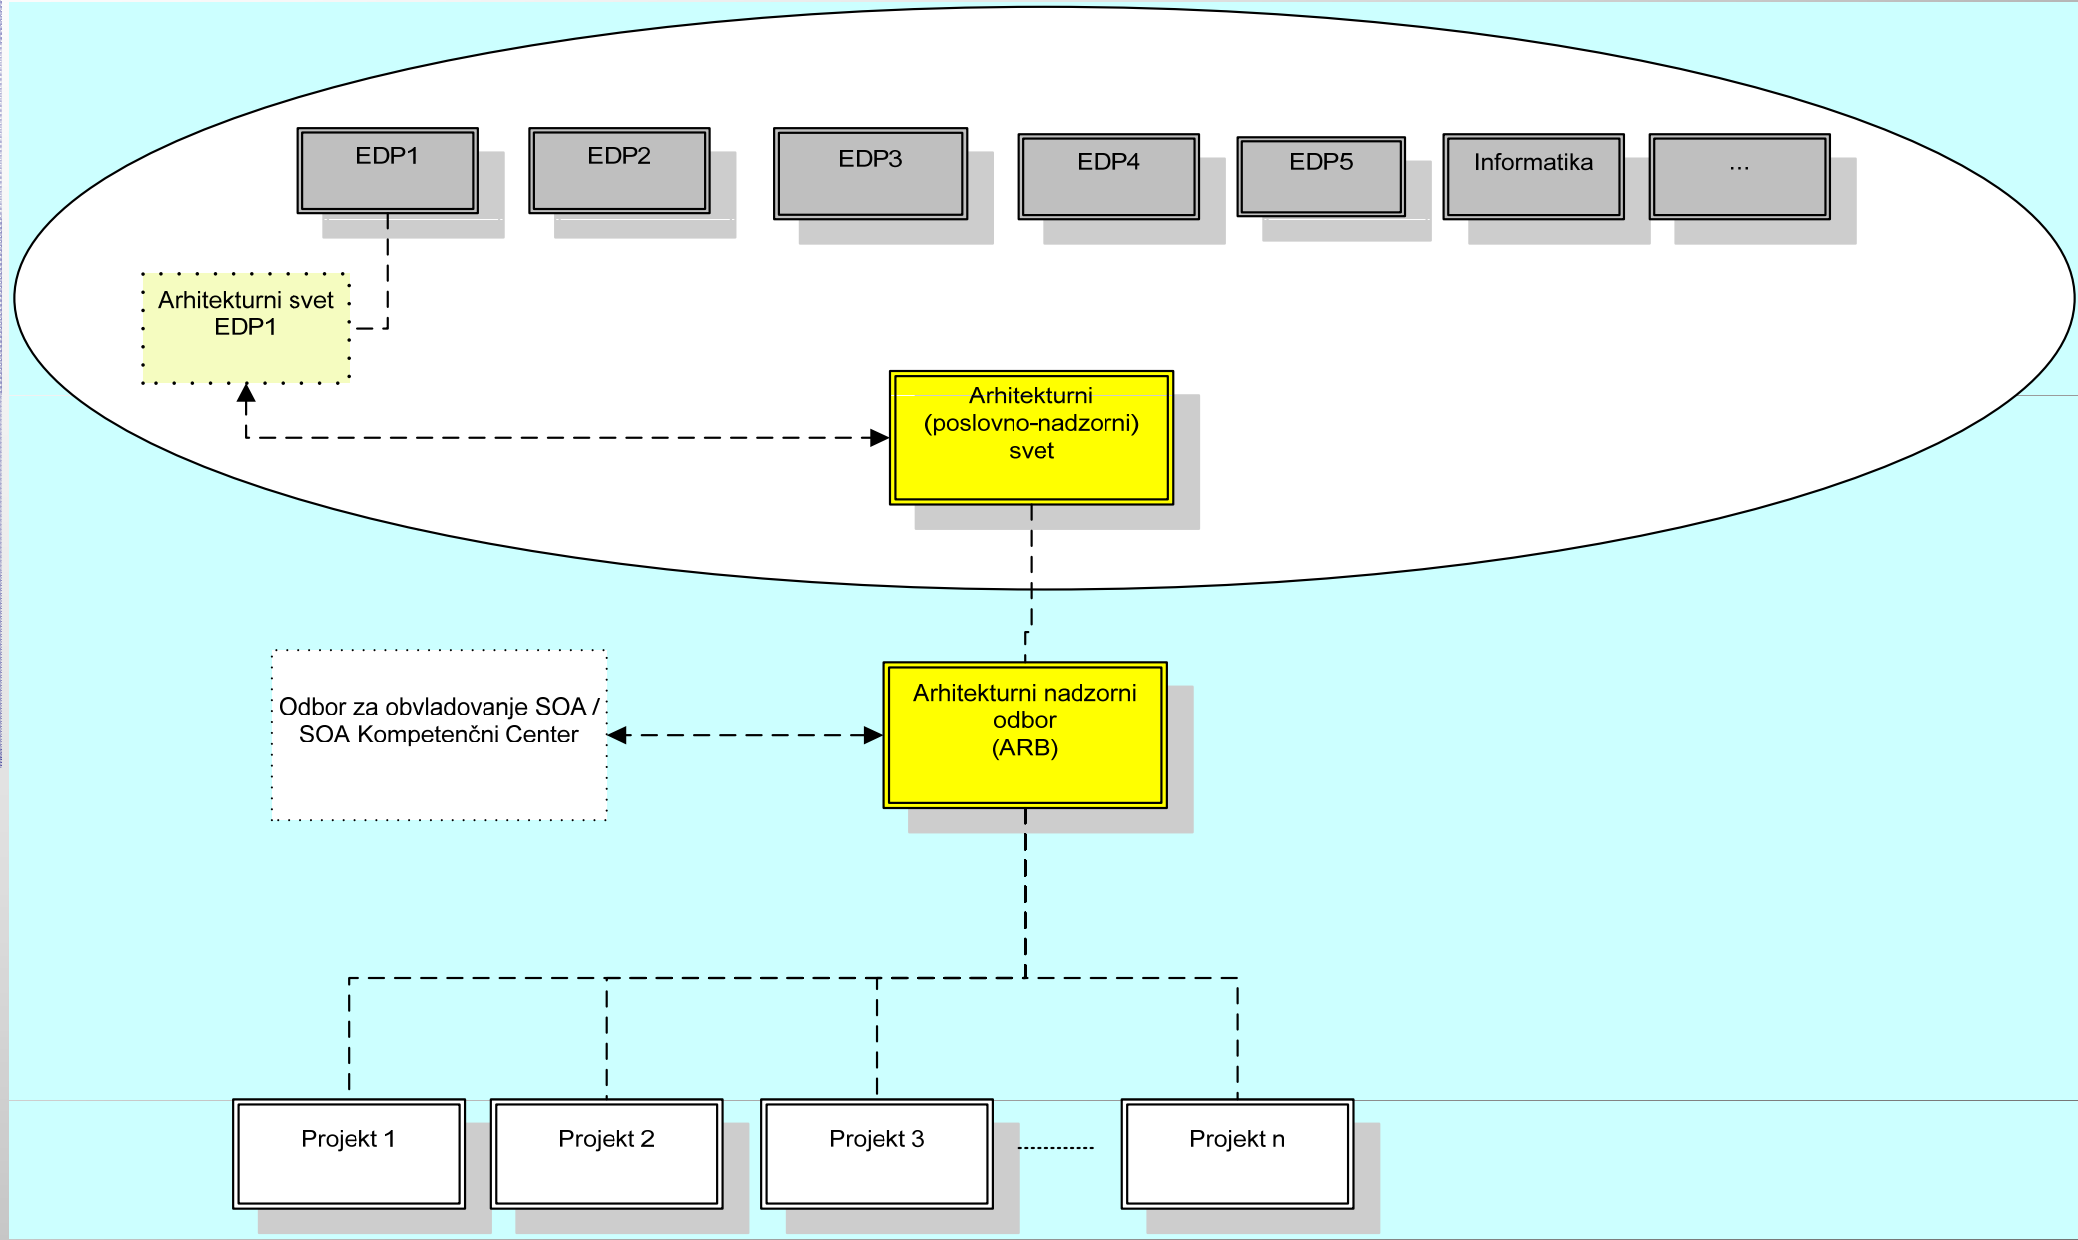 EDP1
EDP2
EDP3
EDP4
EDP5
Informatika
...
Arhitekturni svet
EDP1
Arhitekturni
(poslovno-nadzorni)
svet
Odbor za obvladovanje SOA /
SOA Kompetenčni Center
Arhitekturni nadzorni
odbor
(ARB)
Projekt 1
Projekt 2
Projekt 3
Projekt n